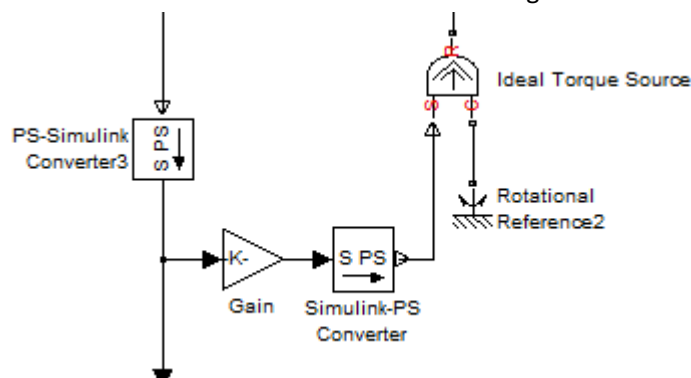 R
Ideal Torque Source
S
C
PS-Simulink
Converter3
S PS
Rotational
Reference2
-K-
S PS
Gain
Simulink-PS
Converter